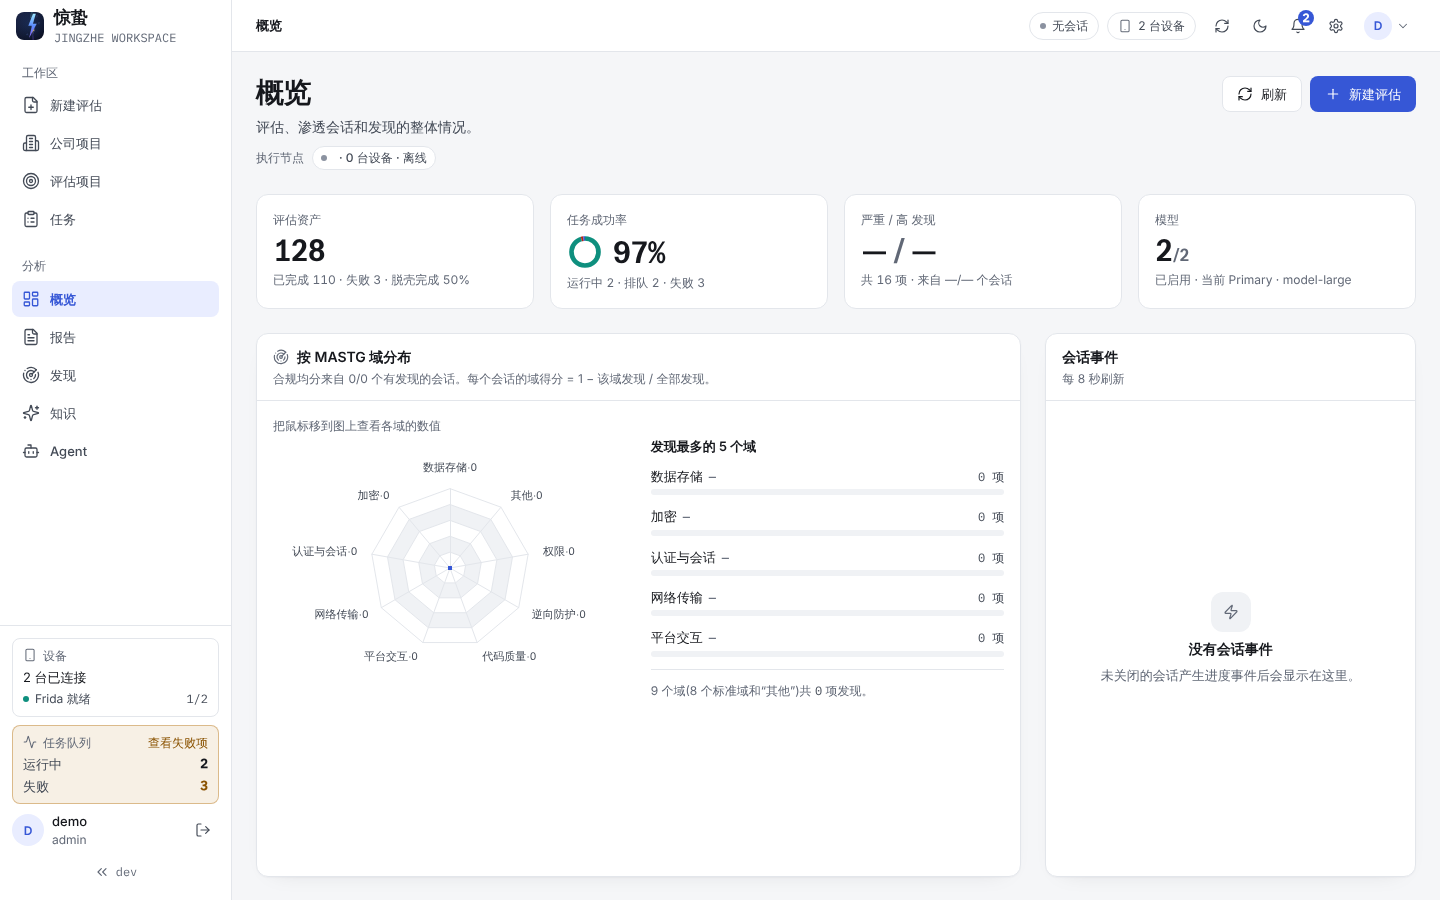 惊蛰
JINGZHE WORKSPACE
工作区
新建评估
公司项目
评估项目
任务
分析
概览
报告
发现
知识
Agent
设备
2 台已连接
Frida 就绪 1/2
任务队列 查看失败项
运行中 2
失败 3
D demo
admin
dev
概览
无会话
2 台设备
2
D
概览
评估、渗透会话和发现的整体情况。
执行节点 · 0 台设备 · 离线
刷新
新建评估
评估资产
128
已完成 110 · 失败 3 · 脱壳完成 50%
任务成功率
97%
运行中 2 · 排队 2 · 失败 3
严重 / 高 发现
— / —
共 16 项 · 来自 —/— 个会话
模型
2/2
已启用 · 当前 Primary · model-large
按 MASTG 域分布
合规均分来自 0/0 个有发现的会话。每个会话的域得分 = 1 − 该域发现 / 全部发现。
把鼠标移到图上查看各域的数值
数据存储·0
加密·0
其他·0
认证与会话·0
权限·0
网络传输·0
逆向防护·0
平台交互·0
代码质量·0
发现最多的 5 个域
数据存储 — 0 项
加密 — 0 项
认证与会话 — 0 项
网络传输 — 0 项
平台交互 — 0 项
9 个域(8 个标准域和“其他”)共 0 项发现。
会话事件
每 8 秒刷新
没有会话事件
未关闭的会话产生进度事件后会显示在这里。